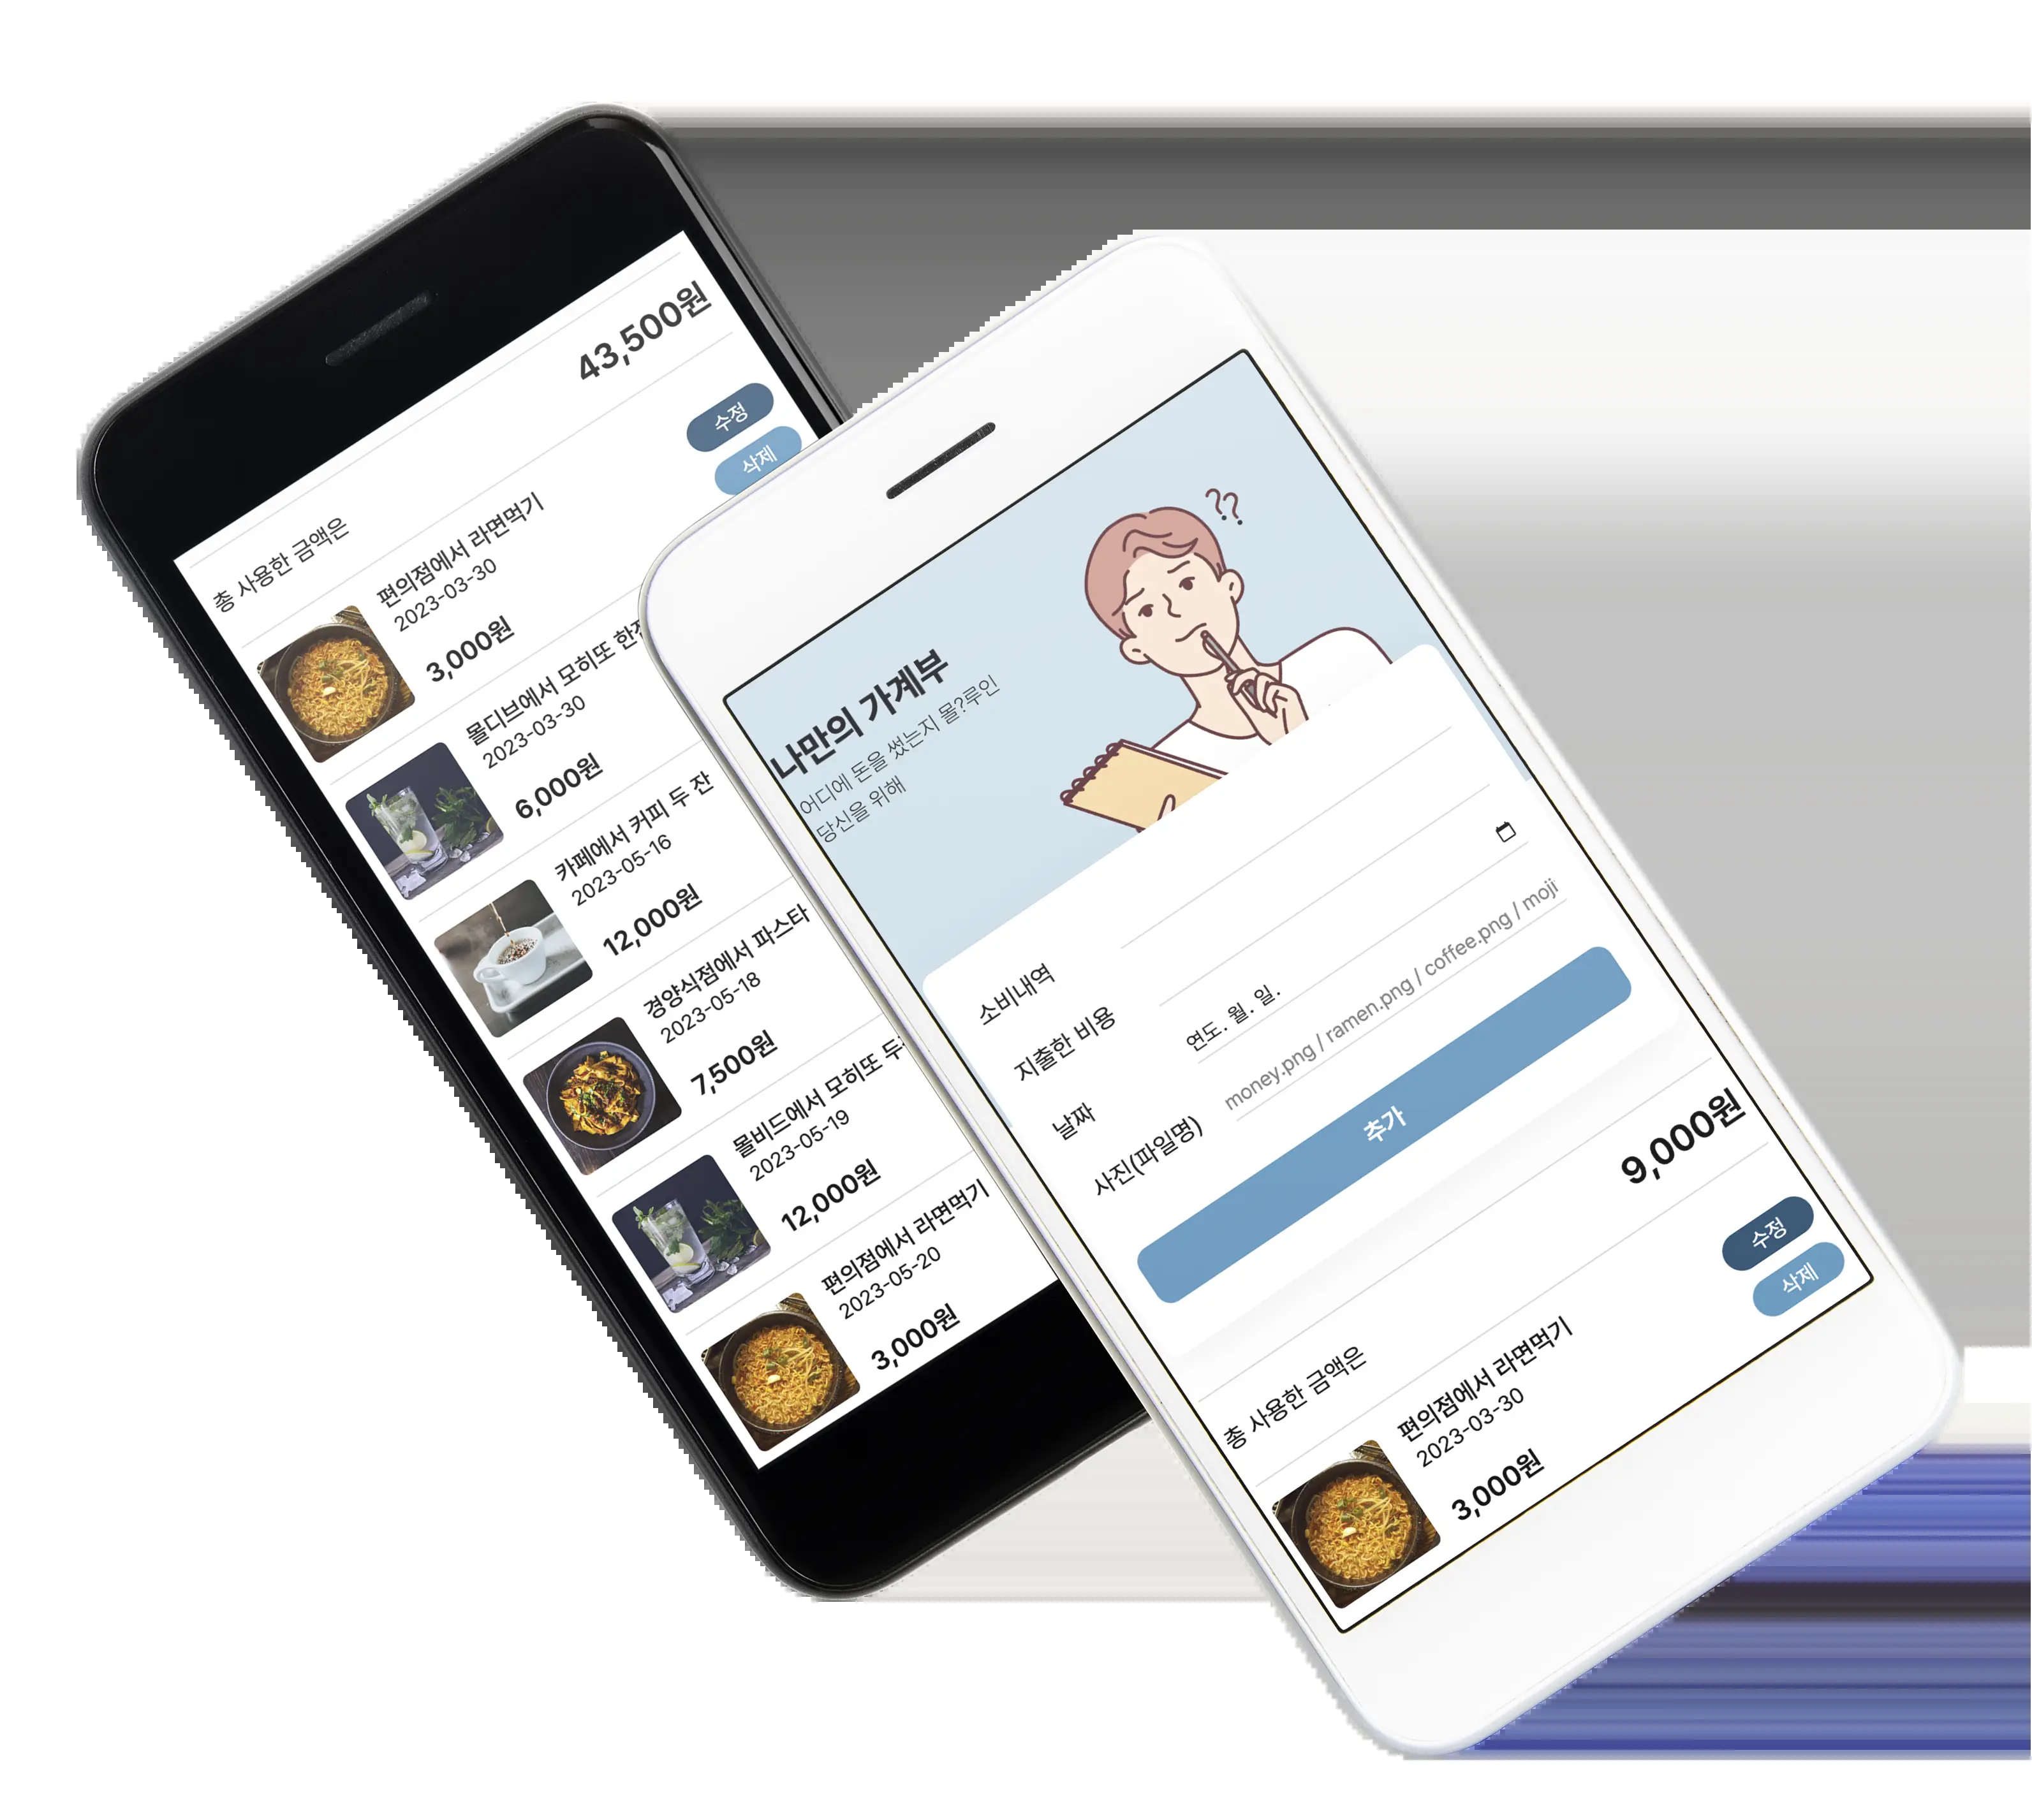 43,500원
수정
삭제
총 사용한 금액은
편의점에서 라면먹기
2023-03-30
3,000원
몰디브에서 모히또
2023-03-30
6,000원
카페에서 커피 두 잔
2023-05-16
12,000원
경양식점에서 파스타
2023-05-18
7,500원
몰비드에서 모히또
2023-05-19
12,000원
편의점에서 라면먹기
2023-05-20
3,000원
??
나만의 가계부
어디에 돈을 썼는지 몰?루인
당신을 위해
소비내역
지출한 비용
날짜
연도. 월. 일.
사진(파일명)
money.png / ramen.png / coffee.png / moji
추가
9,000원
총 사용한 금액은
수정
삭제
편의점에서 라면먹기
2023-03-30
3,000원